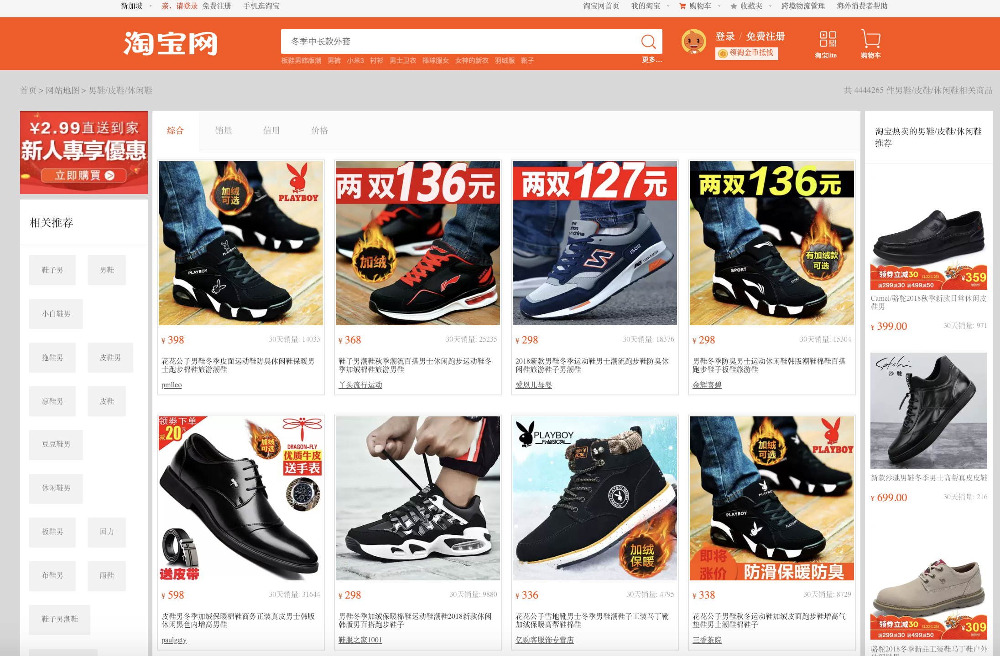 新加坡 亲，请登录 免费注册 手机逛淘宝 淘宝网首页 我的淘宝 购物车 收藏夹 跨境物流管理 海外消费者帮助
淘宝网
冬季中长款外套
板鞋男韩版潮 男裤 小米3 衬衫 男士卫衣 棒球服女 女神的新衣 羽绒服 靴子 更多...
登录 / 免费注册
领淘金币抵钱
淘宝lite 购物车
首页 > 网站地图 > 男鞋/皮鞋/休闲鞋 共 4444265 件男鞋/皮鞋/休闲鞋相关商品
¥2.99直送到家
新人專享優惠
立即購買 >
相关推荐
鞋子男 男鞋
小白鞋男
拖鞋男 皮鞋男
凉鞋男 皮鞋
豆豆鞋男
休闲鞋男
板鞋男 回力
布鞋男 雨鞋
鞋子男潮鞋
综合 销量 信用 价格
加绒
可选
PLAYBOY
PLAYBOY
PLAYBOY
¥ 398 30天销量: 14033
花花公子男鞋冬季皮面运动鞋防臭休闲鞋保暖男
士跑步棉鞋旅游潮鞋
pmlleo
两双136元
加绒
SPORT
¥ 368 30天销量: 25235
鞋子男潮鞋秋季潮流百搭男士休闲跑步运动鞋冬
季加绒棉鞋旅游男鞋
丫头流行运动
两双127元
new
fashion
in china
1500
newbeita
¥ 298 30天销量: 18376
2018新款男鞋冬季运动鞋男士潮流跑步鞋防臭休
闲鞋旅游鞋子男潮鞋
爱恩儿母婴
两双136元
有加绒款
可选
SPORT
SPORT
¥ 298 30天销量: 15304
男鞋冬季防臭男士运动休闲鞋韩版潮鞋棉鞋百搭
跑步鞋子板鞋旅游鞋
金辉喜碧
领券下单
减20元
加绒
可选
DRAGON-FLY
优质牛皮
送手表
送皮带
¥ 598 30天销量: 31644
皮鞋男冬季加绒保暖棉鞋商务正装真皮男士韩版
休闲黑色内增高男鞋
paulgety
¥ 298 30天销量: 9880
男鞋冬季加绒保暖棉鞋运动鞋潮鞋2018新款休闲
韩版男百搭跑步鞋子
鞋服之家1001
PLAYBOY
加绒
保暖
¥ 336 30天销量: 4795
花花公子雪地靴男士冬季男鞋潮鞋子工装马丁靴
加绒保暖高帮鞋棉鞋
亿购客服饰专营店
加绒
可选
PLAYBOY
PLAYBOY
PLAYBOY
即将
涨价
防滑保暖防臭
¥ 338 30天销量: 8729
花花公子男鞋秋冬运动鞋加绒皮面跑步鞋增高气
垫鞋男士潮鞋棉鞋子
三香茶院
淘宝热卖的男鞋/皮鞋/休闲鞋
推荐
领券立减30 (1.22-1.25) ¥359
满299减30 满499减50 领券价
Camel/骆驼2018秋季新款日常休闲皮
鞋男
¥ 399.00 30天销量: 971
Satchi
沙驰
新款沙驰男鞋冬季男士高帮真皮皮鞋
¥ 699.00 30天销量: 216
领券立减30 (1.22-1.25) ¥309
满299减30 满499减50 领券价
骆驼2018冬季新品工装鞋马丁鞋户外